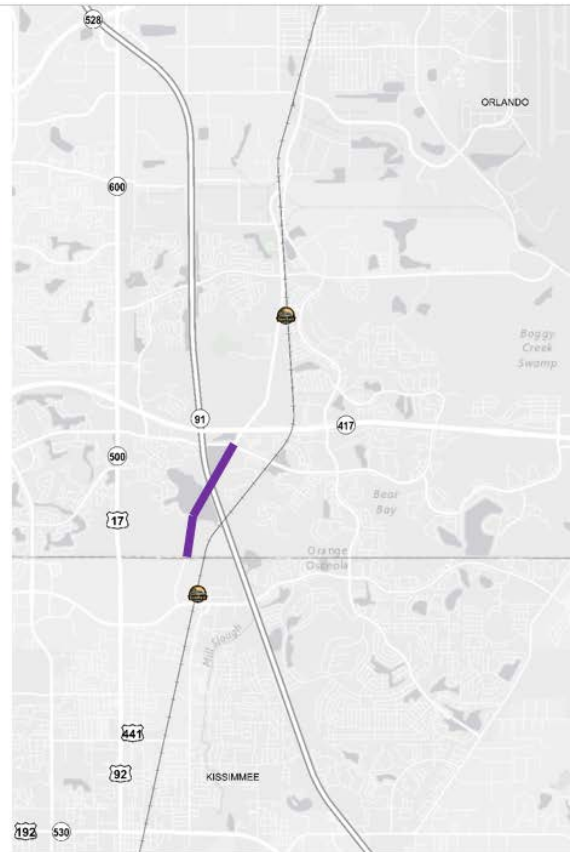 528
ORLANDO
600
Boggy
Creek
Swamp
91
417
500
Bear
Bay
17
Orange
Osceola
Mill Slough
441
92
KISSIMMEE
192
530